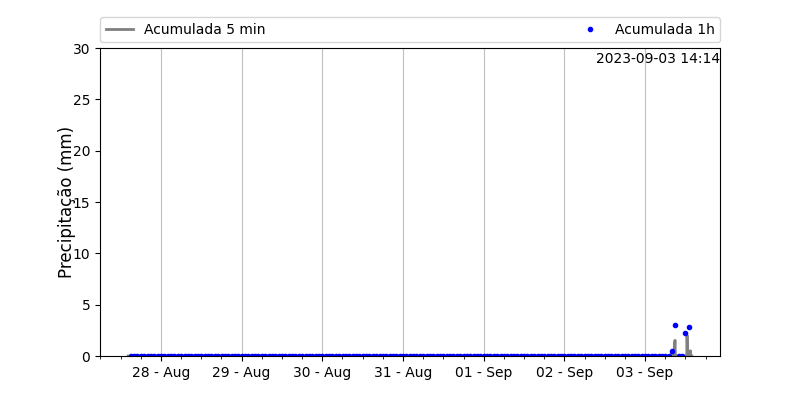 Acumulada 5 min
Acumulada 1h
2023-09-03 14:14
Precipitação (mm)
30
25
20
15
10
5
0
28 - Aug
29 - Aug
30 - Aug
31 - Aug
01 - Sep
02 - Sep
03 - Sep